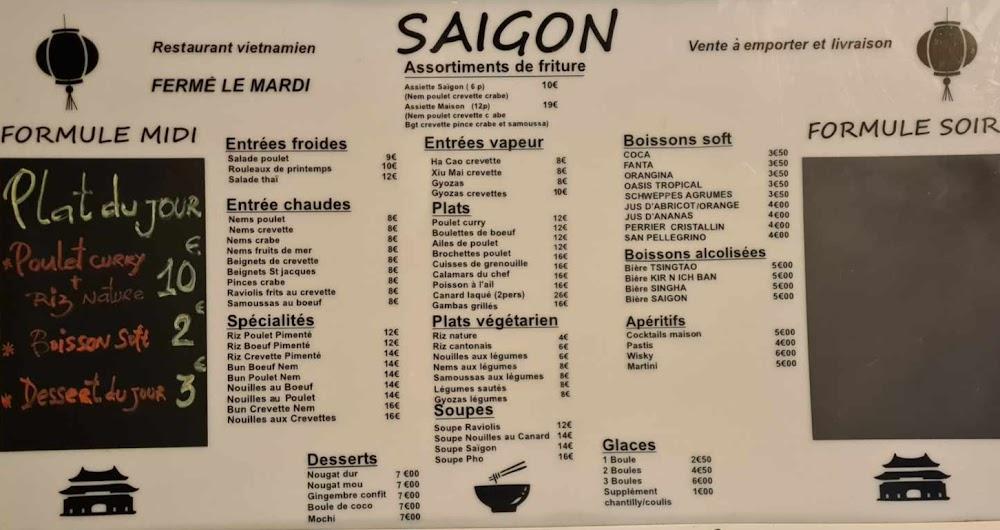 SAIGON
Restaurant vietnamien
Vente à emporter et livraison
FERMÉ LE MARDI
Assortiments de friture
Assiette Saïgon ( 6 p) 10€
(Nem poulet crevette crabe)
Assiette Maison (12p) 19€
(Nem poulet crevette c abe
Bgt crevette pince crabe et samoussa)
FORMULE MIDI
Plat du JOUR
€
*Poulet CURRY 10
+
Riz NATURE
€
* Boisson Soft 2
€
* Dessert du jOUR 3
Entrées froides
Salade poulet 9€
Rouleaux de printemps 10€
Salade thaï 12€
Entrée chaudes
Nems poulet 8€
Nems crevette 8€
Nems crabe 8€
Nems fruits de mer 8€
Beignets de crevette 8€
Beignets St jacques 8€
Pinces crabe 8€
Raviolis frits au crevette 8€
Samoussas au boeuf 8€
Spécialités
Riz Poulet Pimenté 12€
Riz Boeuf Pimenté 12€
Riz Crevette Pimenté 14€
Bun Boeuf Nem 14€
Bun Poulet Nem 14€
Nouilles au Boeuf 14€
Nouilles au Poulet 14€
Bun Crevette Nem 16€
Nouilles aux Crevettes 16€
Desserts
Nougat dur 7 €00
Nougat mou 7 €00
Gingembre confit 7 €00
Boule de coco 7€00
Mochi 7€00
Entrées vapeur
Ha Cao crevette 8€
Xiu Mai crevette 8€
Gyozas 8€
Gyozas crevettes 10€
Plats
Poulet curry 12€
Boulettes de boeuf 12€
Ailes de poulet 12€
Brochettes poulet 12€
Cuisses de grenouille 16€
Calamars du chef 16€
Poisson à l'ail 16€
Canard laqué (2pers) 26€
Gambas grillés 16€
Plats végétarien
Riz nature 4€
Riz cantonais 6€
Nouilles aux légumes 8€
Nems aux légumes 8€
Samoussas aux légumes 8€
Légumes sautés 8€
Gyozas légumes 8€
Soupes
Soupe Raviolis 12€
Soupe Nouilles au Canard 14€
Soupe Saïgon 14€
Soupe Pho 16€
Boissons soft
COCA 3€50
FANTA 3€50
ORANGINA 3€50
OASIS TROPICAL 3€50
SCHWEPPES AGRUMES 3€50
JUS D'ABRICOT/ORANGE 4€00
JUS D'ANANAS 4€00
PERRIER CRISTALLIN 4€00
SAN PELLEGRINO 4€00
Boissons alcolisées
Bière TSINGTAO 5€00
Bière KIR N ICH BAN 5€00
Bière SINGHA 5€00
Bière SAIGON 5€00
Apéritifs
Cocktails maison 5€00
Pastis 4€00
Wisky 6€00
Martini 5€00
Glaces
1 Boule 2€50
2 Boules 4€50
3 Boules 6€00
Supplément 1€00
chantilly/coulis
FORMULE SOIR